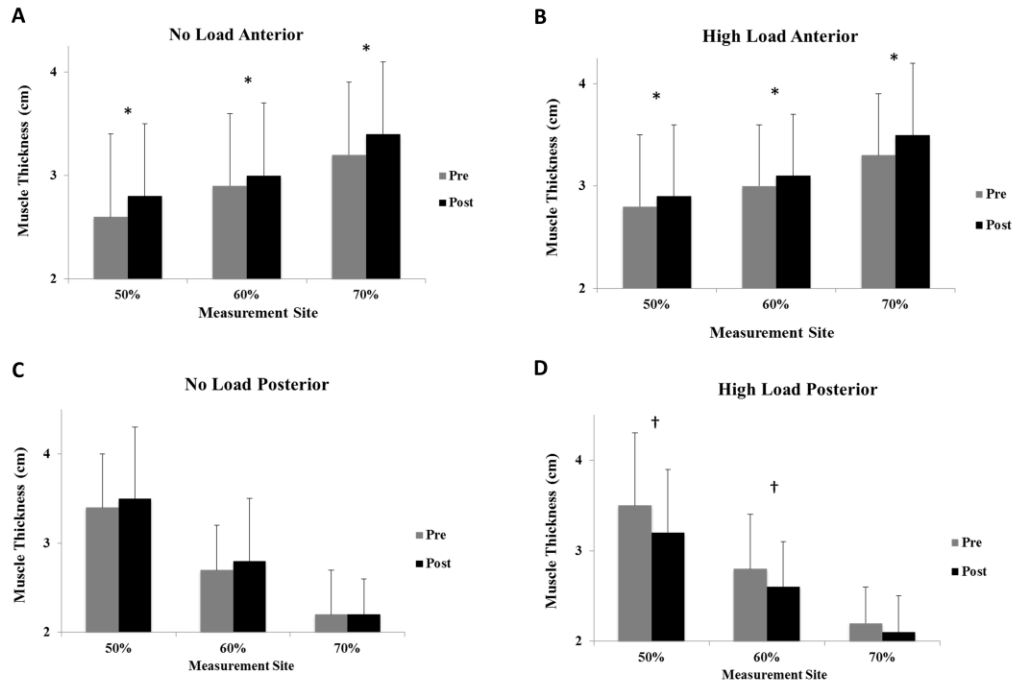 A
No Load Anterior
Muscle Thickness (cm)
4
3
2
* * *
50% 60% 70%
Measurement Site
Pre
Post
B
High Load Anterior
Muscle Thickness (cm)
4
3
2
* * *
50% 60% 70%
Measurement Site
Pre
Post
C
No Load Posterior
Muscle Thickness (cm)
4
3
2
50% 60% 70%
Measurement Site
Pre
Post
D
High Load Posterior
Muscle Thickness (cm)
4
3
2
† †
50% 60% 70%
Measurement Site
Pre
Post